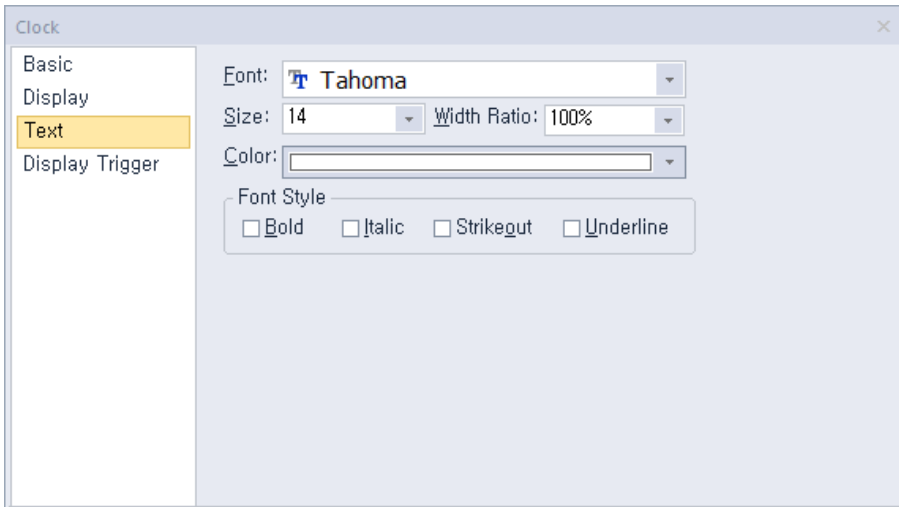 Clock
Basic
Display
Text
Display Trigger
Font: Tahoma
Size: 14 Width Ratio: 100%
Color:
Font Style
Bold Italic Strikeout Underline